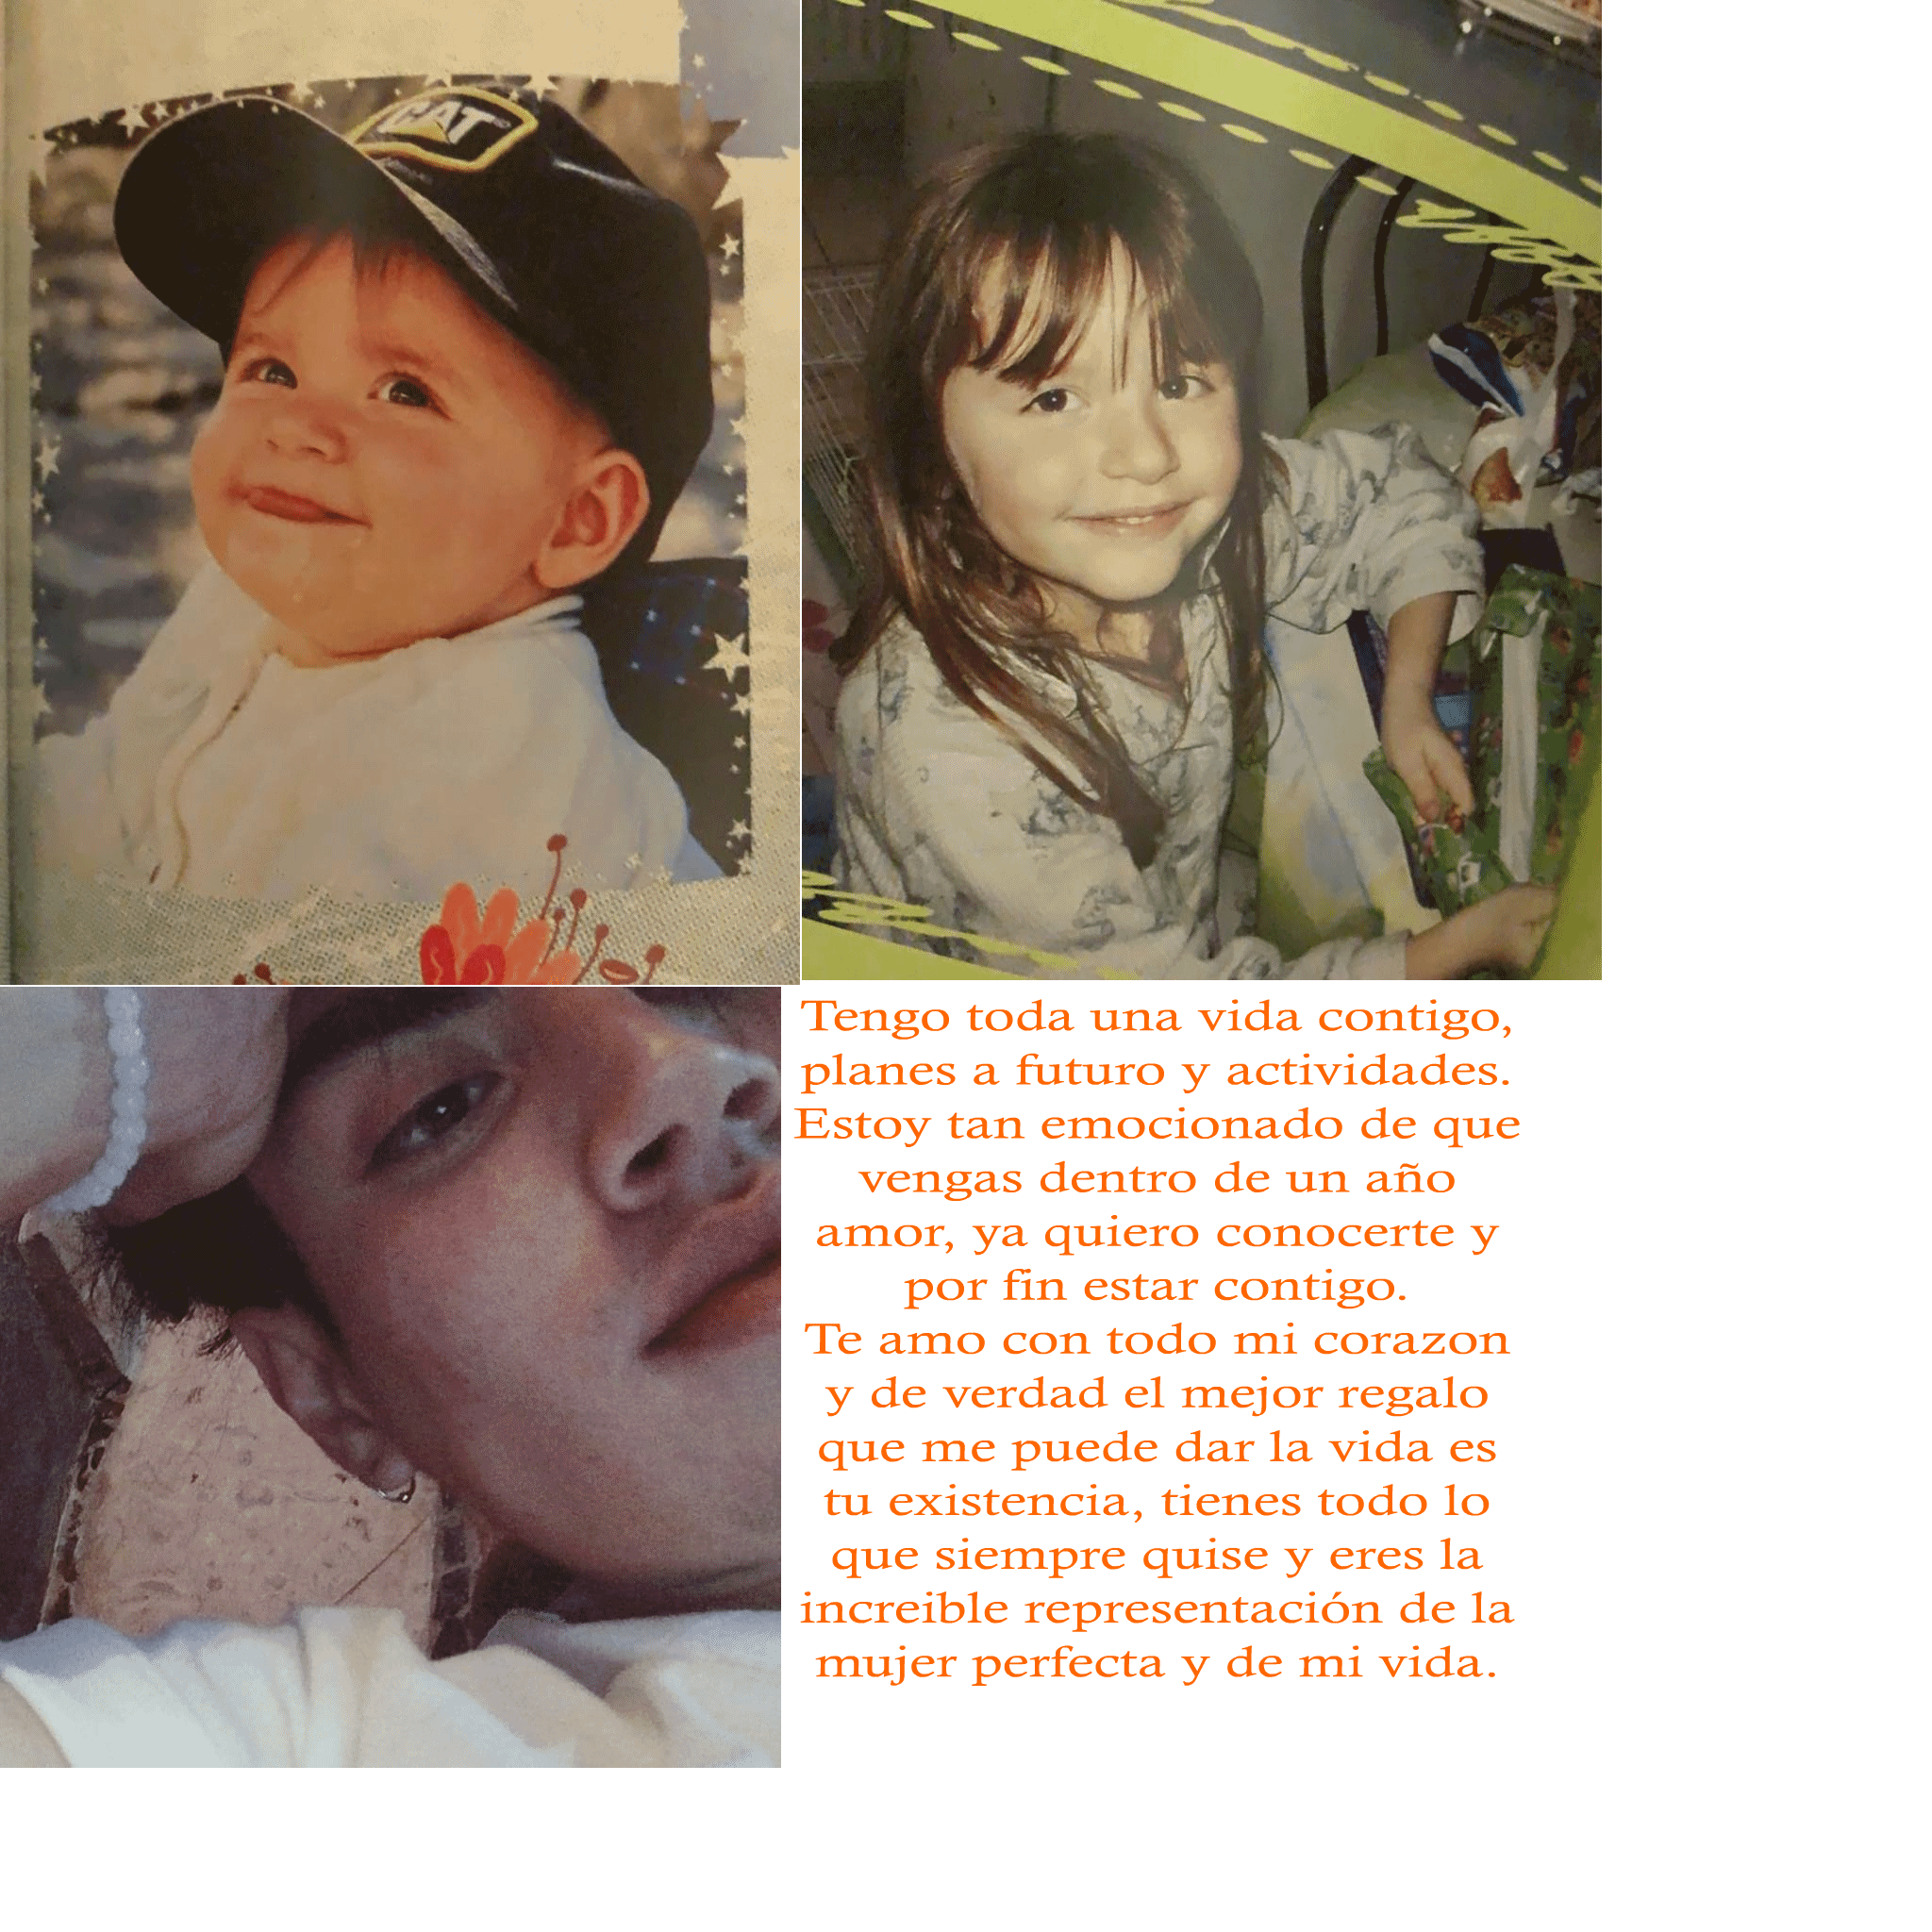 CAT
Tengo toda una vida contigo,
planes a futuro y actividades.
Estoy tan emocionado de que
vengas dentro de un año
amor, ya quiero conocerte y
por fin estar contigo.
Te amo con todo mi corazon
y de verdad el mejor regalo
que me puede dar la vida es
tu existencia, tienes todo lo
que siempre quise y eres la
increible representación de la
mujer perfecta y de mi vida.